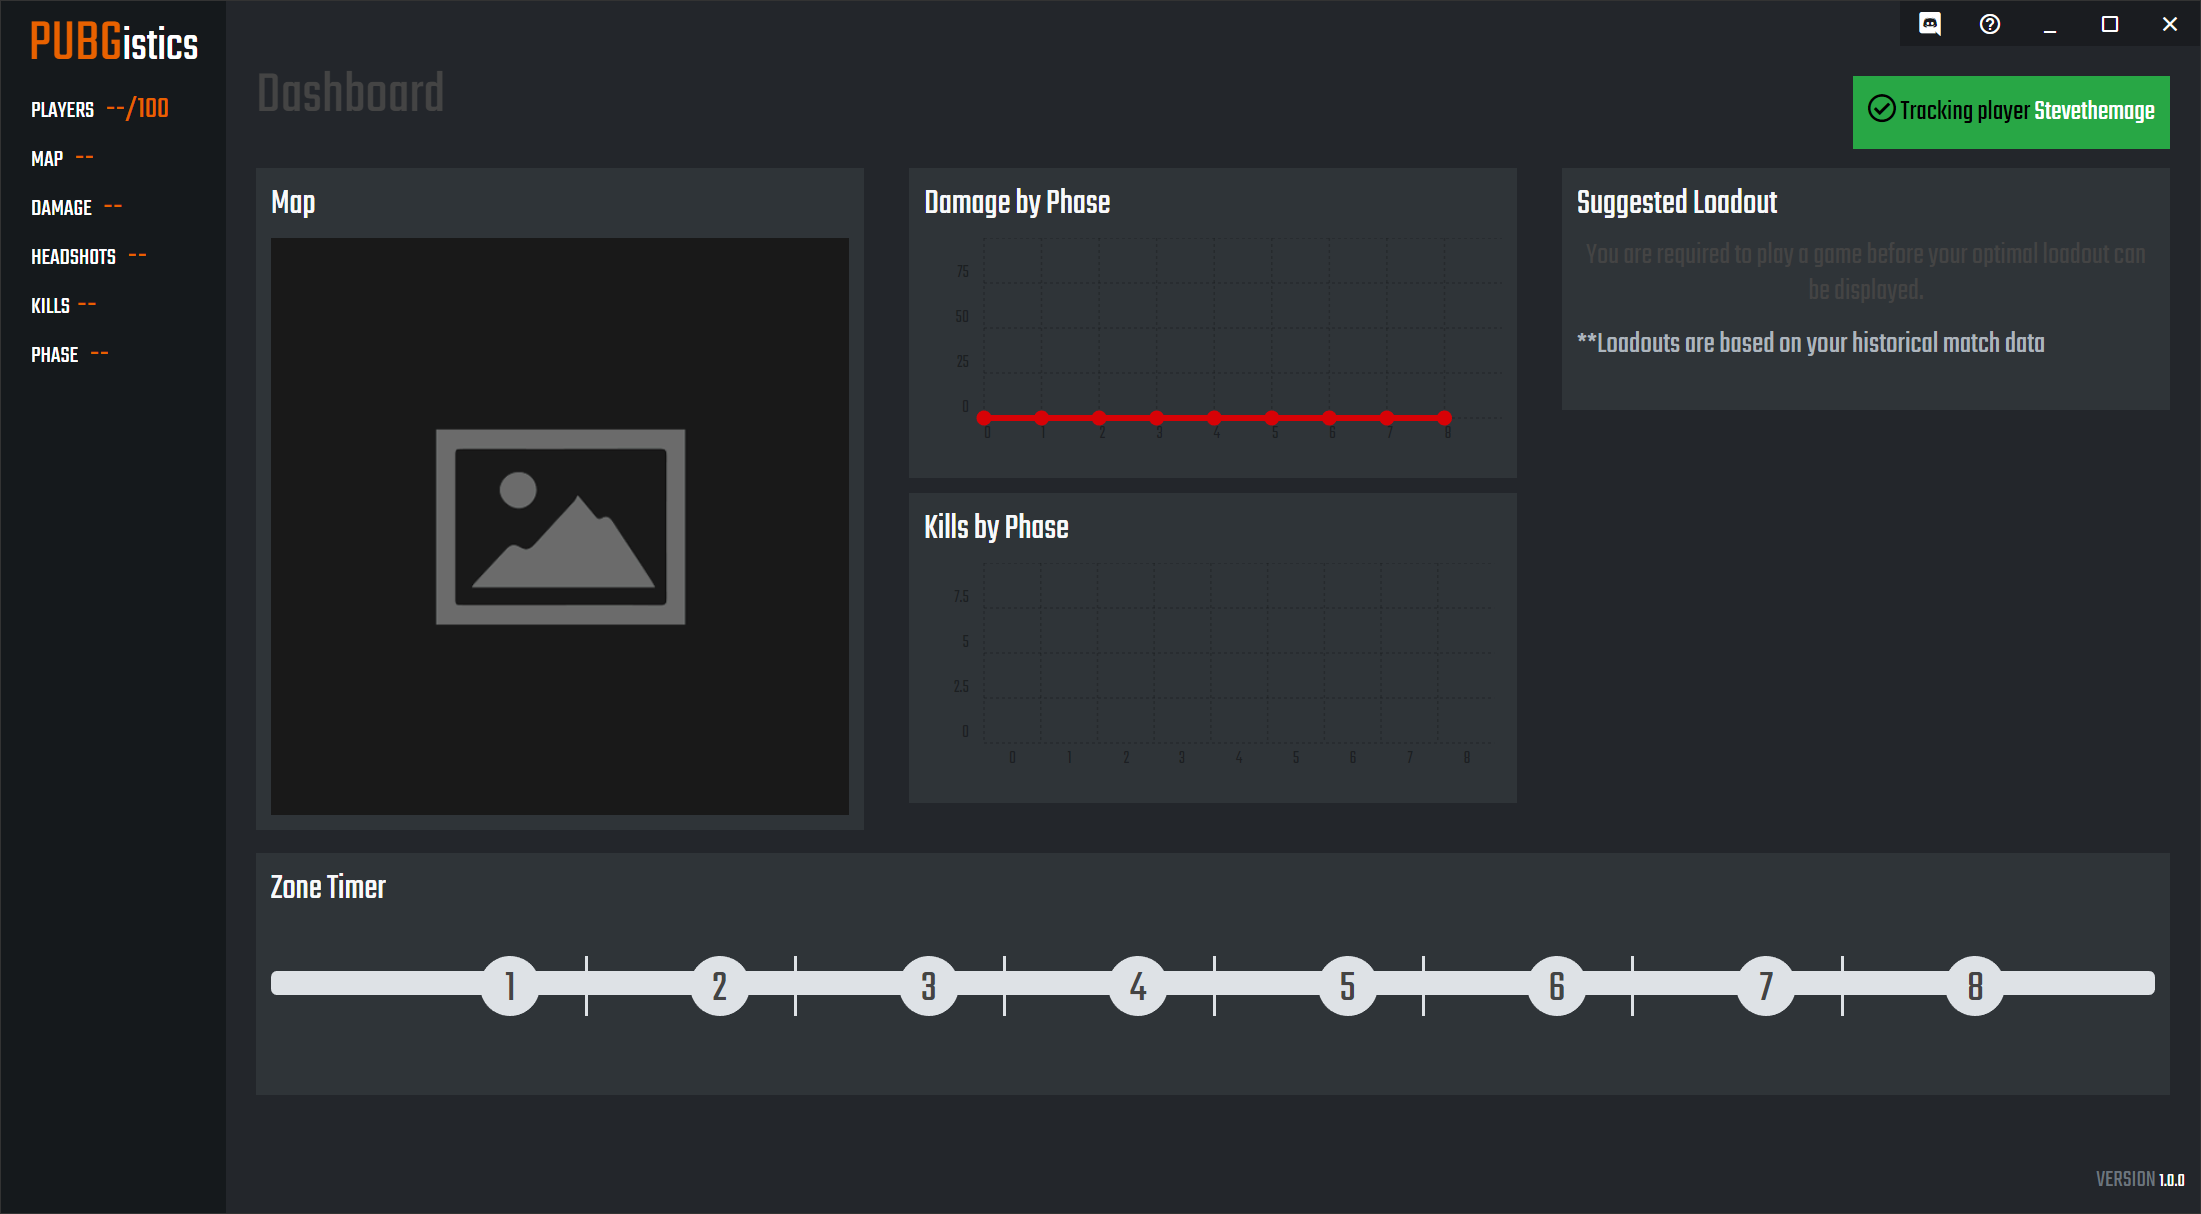 PUBGistics
PLAYERS --/100
MAP --
DAMAGE --
HEADSHOTS --
KILLS --
PHASE --
Dashboard
Tracking player Stevethemage
Map
Damage by Phase
75
50
25
0
0 1 2 3 4 5 6 7 8
Kills by Phase
7.5
5
2.5
0
0 1 2 3 4 5 6 7 8
Suggested Loadout
You are required to play a game before your optimal loadout can
be displayed.
**Loadouts are based on your historical match data
Zone Timer
1 2 3 4 5 6 7 8
VERSION 1.0.0